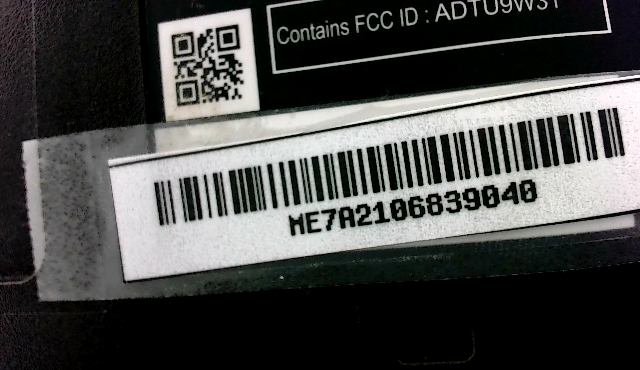 Contains FCC ID : ADTU9W31
ME7A2106839040